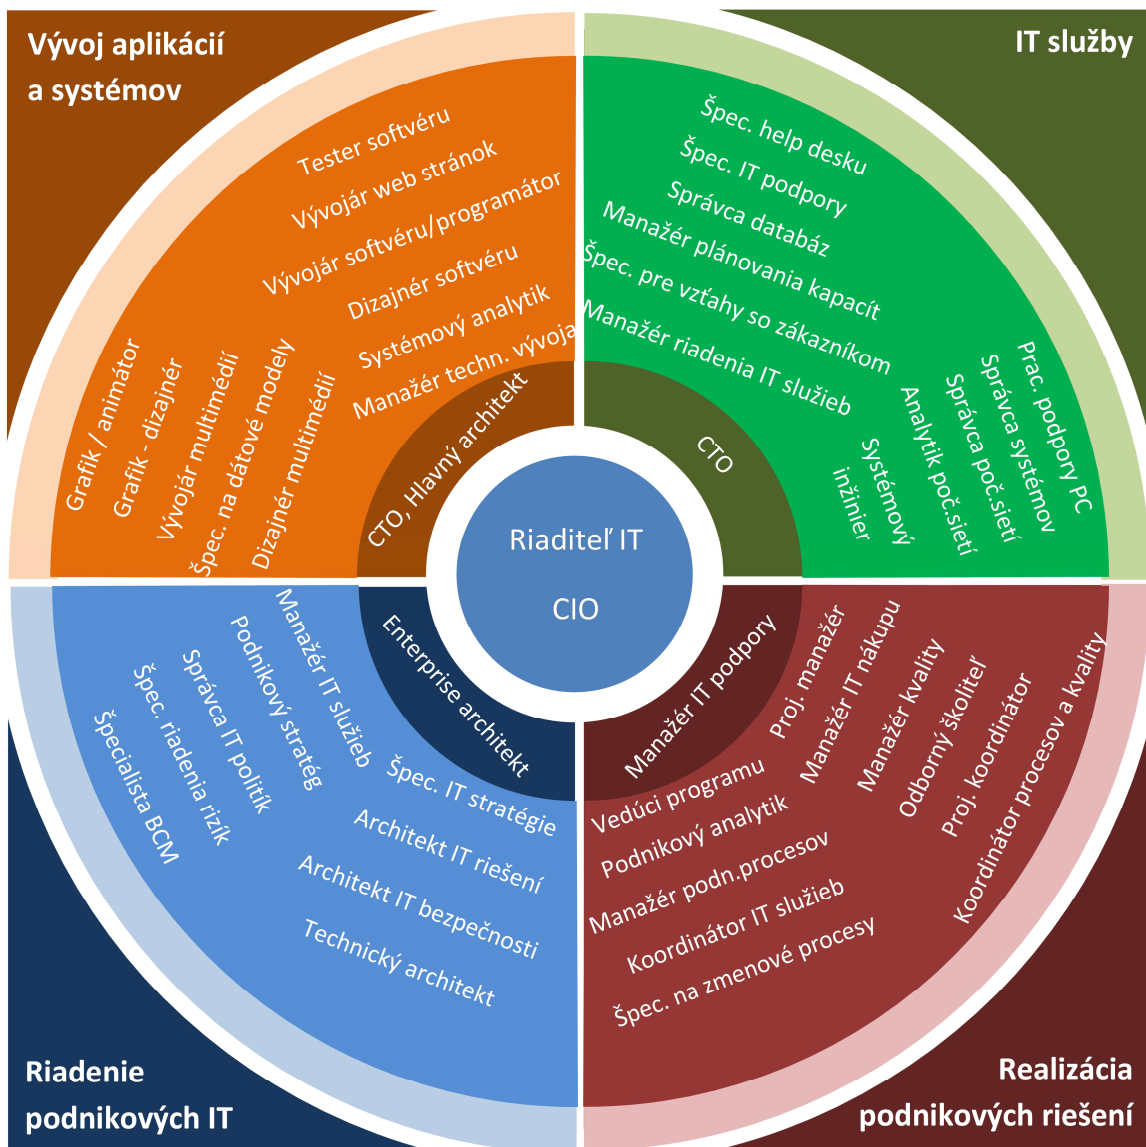 Vývoj aplikácií
a systémov
Tester softvéru
Vývojár web stránok
Vývojár softvéru/programátor
Dizajnér softvéru
Systémový analytik
Manažér techn. vývoja
Grafik / animátor
Grafik - dizajnér
Vývojár multimédií
Špec. na dátové modely
Dizajnér multimédií
CTO, Hlavný architekt
IT služby
Špec. help desku
Špec. IT podpory
Správca databáz
Manažér plánovania kapacít
Špec. pre vzťahy so zákazníkom
Manažér riadenia IT služieb
Prac. podpory PC
Správca systémov
Správca poč.sietí
Analytik poč.sietí
Systémový
inžinier
CTO
Riaditeľ IT
CIO
Enterprise architekt
Manažér IT služieb
Podnikový stratég
Správca IT politík
Špec. riadenia rizík
Špecialista BCM
Špec. IT stratégie
Architekt IT riešení
Architekt IT bezpečnosti
Technický architekt
Riadenie
podnikových IT
Manažér IT podpory
Proj. manažér
Manažér IT nákupu
Manažér kvality
Odborný školiteľ
Proj. koordinátor
Koordinátor procesov a kvality
Vedúci programu
Podnikový analytik
Manažér podn.procesov
Koordinátor IT služieb
Špec. na zmenové procesy
Realizácia
podnikových riešení